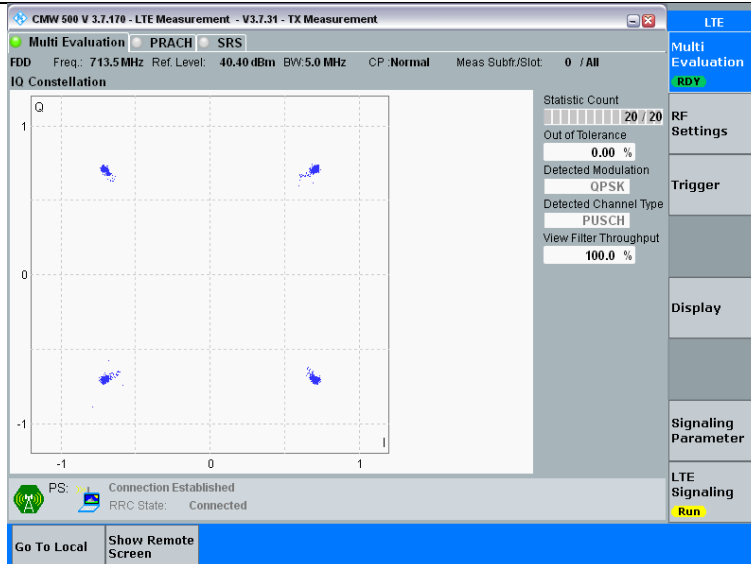 CMW 500 V 3.7.170 - LTE Measurement - V3.7.31 - TX Measurement
LTE
Multi Evaluation PRACH SRS
Multi
Evaluation
RDY
FDD Freq.: 713.5 MHz Ref. Level: 40.40 dBm BW: 5.0 MHz CP : Normal Meas Subfr./Slot: 0 / All
IQ Constellation
Q
1
0
-1
I
-1 0 1
Statistic Count
20 / 20
Out of Tolerance
0.00 %
Detected Modulation
QPSK
Detected Channel Type
PUSCH
View Filter Throughput
100.0 %
RF
Settings
Trigger
Display
Signaling
Parameter
LTE
Signaling
Run
PS: Connection Established
RRC State: Connected
Go To Local
Show Remote
Screen